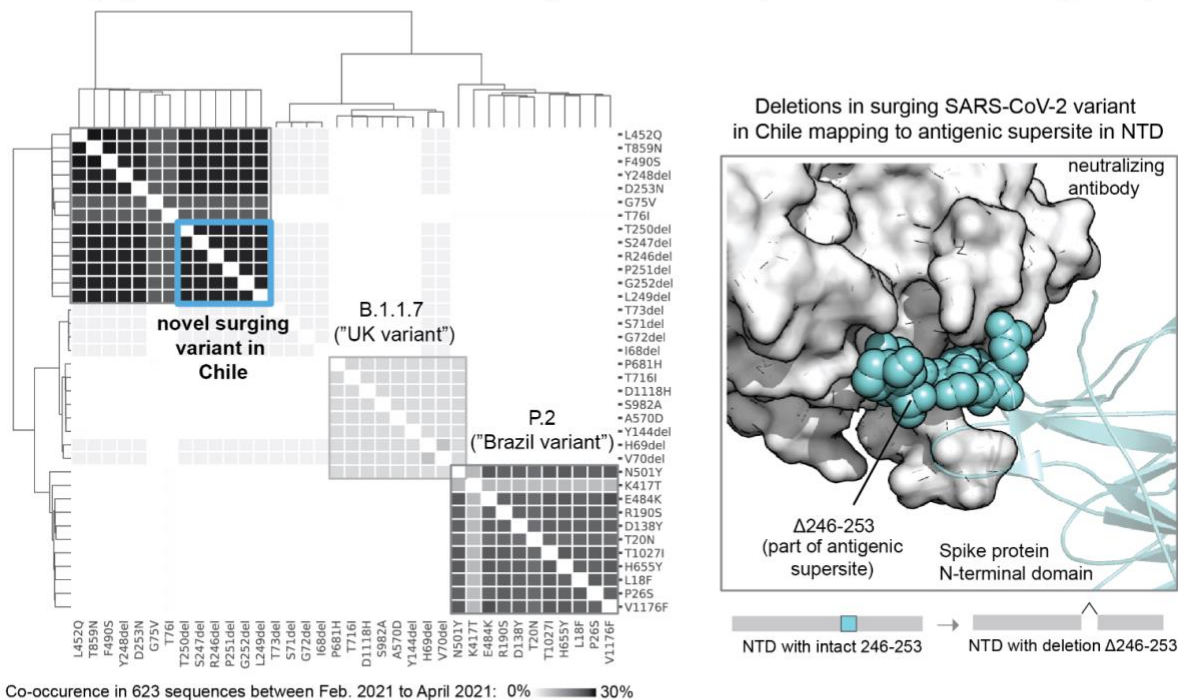 L452Q
T859N
F490S
Y248del
D253N
G75V
T76I
T250del
S247del
R246del
P251del
G252del
L249del
T73del
S71del
G72del
I68del
P681H
T716I
D1118H
S982A
A570D
Y144del
H69del
V70del
N501Y
K417T
E484K
R190S
D138Y
T20N
T1027I
H655Y
L18F
P26S
V1176F
novel surging
variant in
Chile
B.1.1.7
("UK variant")
P.2
("Brazil variant")
L452Q
T859N
F490S
Y248del
D253N
G75V
T76I
T250del
S247del
R246del
P251del
G252del
L249del
T73del
S71del
G72del
I68del
P681H
T716I
D1118H
S982A
A570D
Y144del
H69del
V70del
N501Y
K417T
E484K
R190S
D138Y
T20N
T1027I
H655Y
L18F
P26S
V1176F
Co-occurence in 623 sequences between Feb. 2021 to April 2021: 0% 30%
Deletions in surging SARS-CoV-2 variant
in Chile mapping to antigenic supersite in NTD
neutralizing
antibody
Δ246-253
(part of antigenic
supersite)
Spike protein
N-terminal domain
NTD with intact 246-253
NTD with deletion Δ246-253